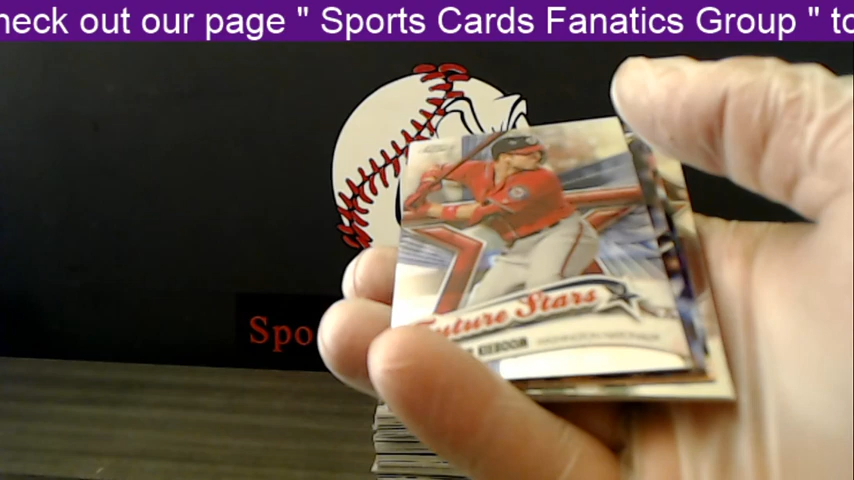 heck out our page " Sports Cards Fanatics Group " to
Spo
Future Stars
KIEBOOM